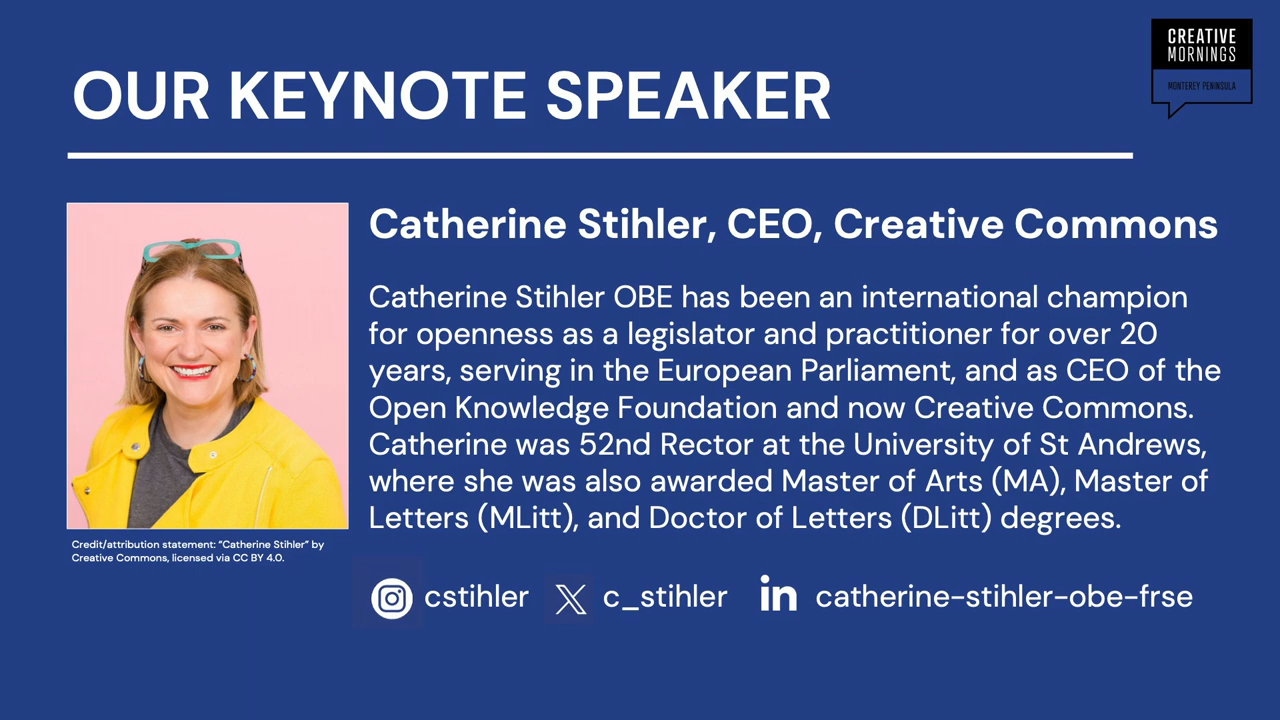 CREATIVE
MORNINGS
MONTEREY PENINSULA
OUR KEYNOTE SPEAKER
Catherine Stihler, CEO, Creative Commons
Catherine Stihler OBE has been an international champion
for openness as a legislator and practitioner for over 20
years, serving in the European Parliament, and as CEO of the
Open Knowledge Foundation and now Creative Commons.
Catherine was 52nd Rector at the University of St Andrews,
where she was also awarded Master of Arts (MA), Master of
Letters (MLitt), and Doctor of Letters (DLitt) degrees.
Credit/attribution statement: "Catherine Stihler" by
Creative Commons, licensed via CC BY 4.0.
cstihler c_stihler in catherine-stihler-obe-frse